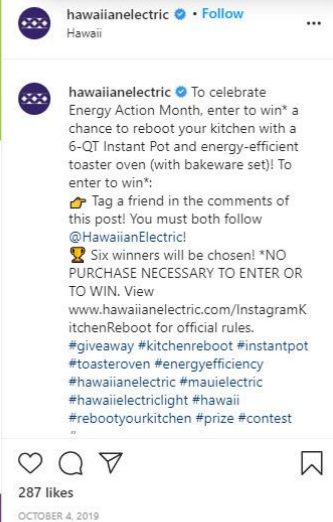 hawaiianelectric • Follow
Hawaii
...
hawaiianelectric To celebrate
Energy Action Month, enter to win* a
chance to reboot your kitchen with a
6-QT Instant Pot and energy-efficient
toaster oven (with bakeware set)! To
enter to win*:
👉 Tag a friend in the comments of
this post! You must both follow
@HawaiianElectric!
🏆 Six winners will be chosen! *NO
PURCHASE NECESSARY TO ENTER OR
TO WIN. View
www.hawaiianelectric.com/InstagramK
itchenReboot for official rules.
#giveaway #kitchenreboot #instantpot
#toasteroven #energyefficiency
#hawaiianelectric #mauielectric
#hawaiielectriclight #hawaii
#rebootyourkitchen #prize #contest
287 likes
OCTOBER 4, 2019